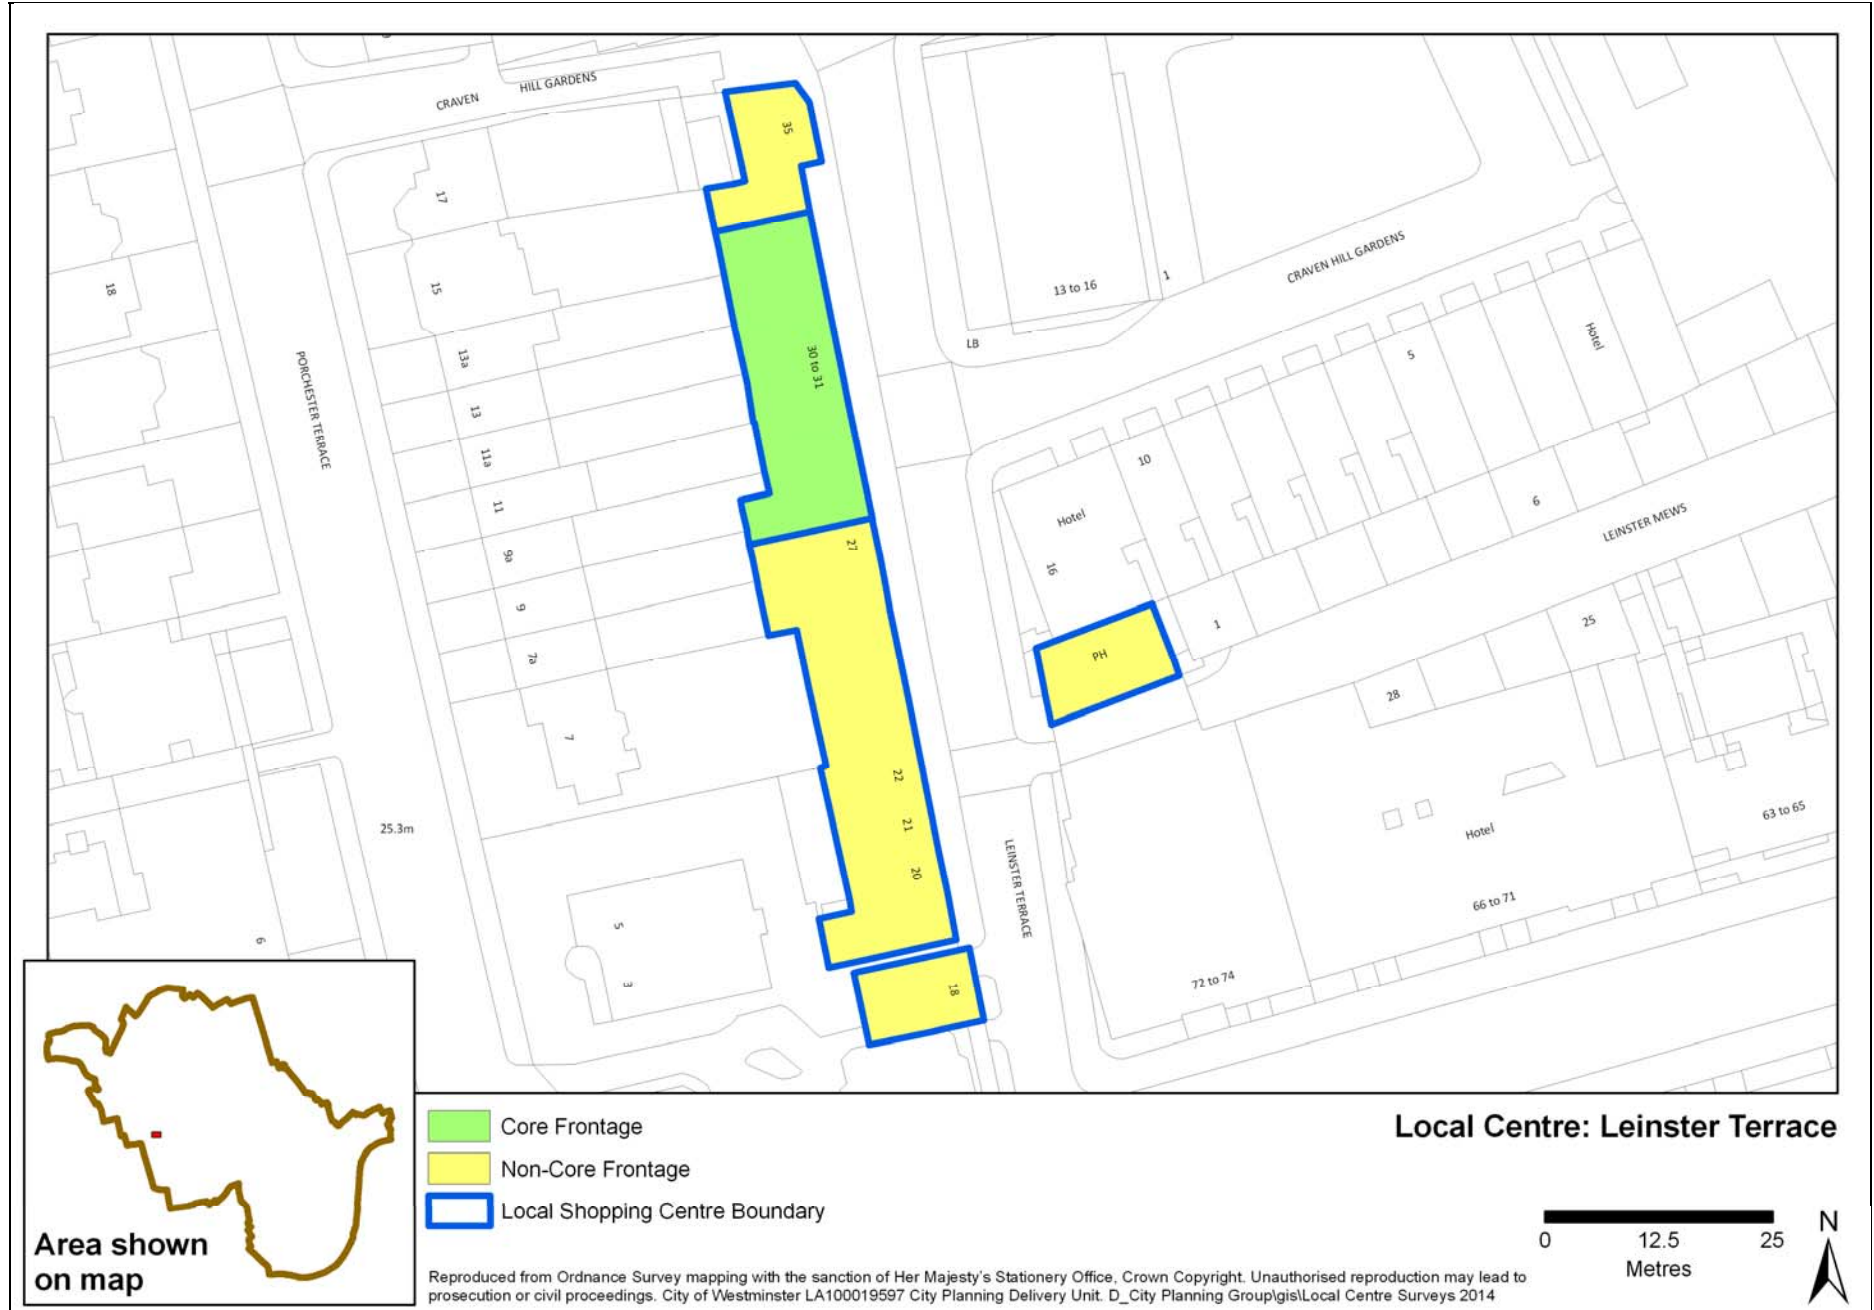 CRAVEN HILL GARDENS
35
17
18
15
13 to 16
1
CRAVEN HILL GARDENS
LB
PORCHESTER TERRACE
13a
30 to 31
5
Hotel
13
11a
10
11
Hotel
6
LEINSTER MEWS
9a
27
16
9
1
25
7a
PH
28
7
22
25.3m
21
63 to 65
Hotel
20
LEINSTER TERRACE
66 to 71
5
6
3
18
72 to 74
Core Frontage
Non-Core Frontage
Local Shopping Centre Boundary
Local Centre: Leinster Terrace
Area shown
on map
0 12.5 25
Metres
N
Reproduced from Ordnance Survey mapping with the sanction of Her Majesty's Stationery Office, Crown Copyright. Unauthorised reproduction may lead to
prosecution or civil proceedings. City of Westminster LA100019597 City Planning Delivery Unit. D_City Planning Group\gis\Local Centre Surveys 2014